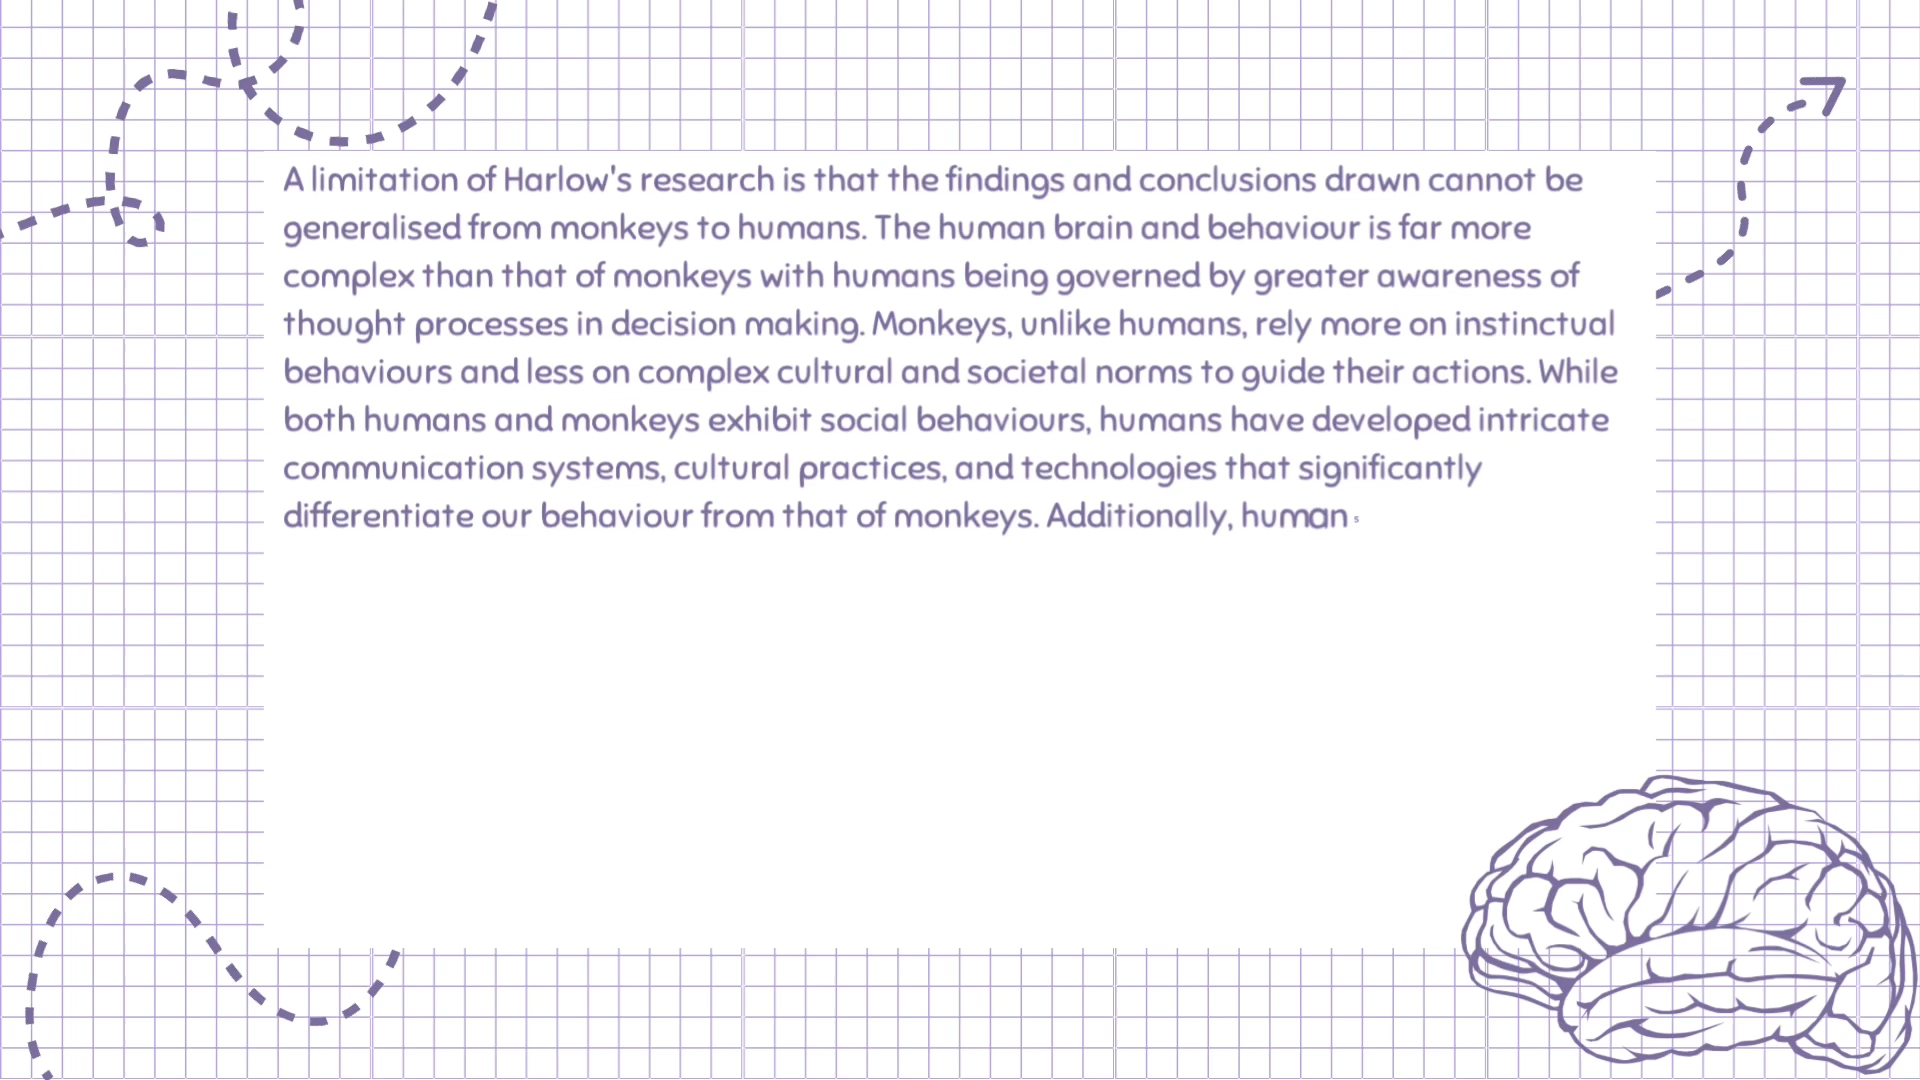 A limitation of Harlow's research is that the findings and conclusions drawn cannot be
generalised from monkeys to humans. The human brain and behaviour is far more
complex than that of monkeys with humans being governed by greater awareness of
thought processes in decision making. Monkeys, unlike humans, rely more on instinctual
behaviours and less on complex cultural and societal norms to guide their actions. While
both humans and monkeys exhibit social behaviours, humans have developed intricate
communication systems, cultural practices, and technologies that significantly
differentiate our behaviour from that of monkeys. Additionally, humans